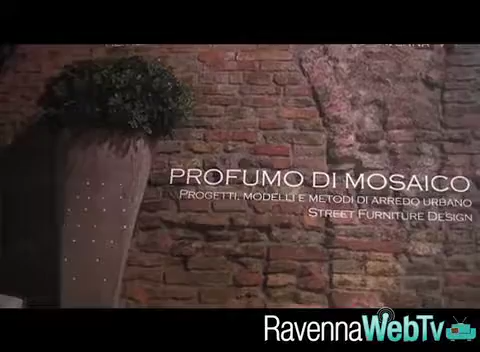 PROFUMO DI MOSAICO
PROGETTI, MODELLI E METODI DI ARREDO URBANO
STREET FURNITURE DESIGN
RavennaWebTv